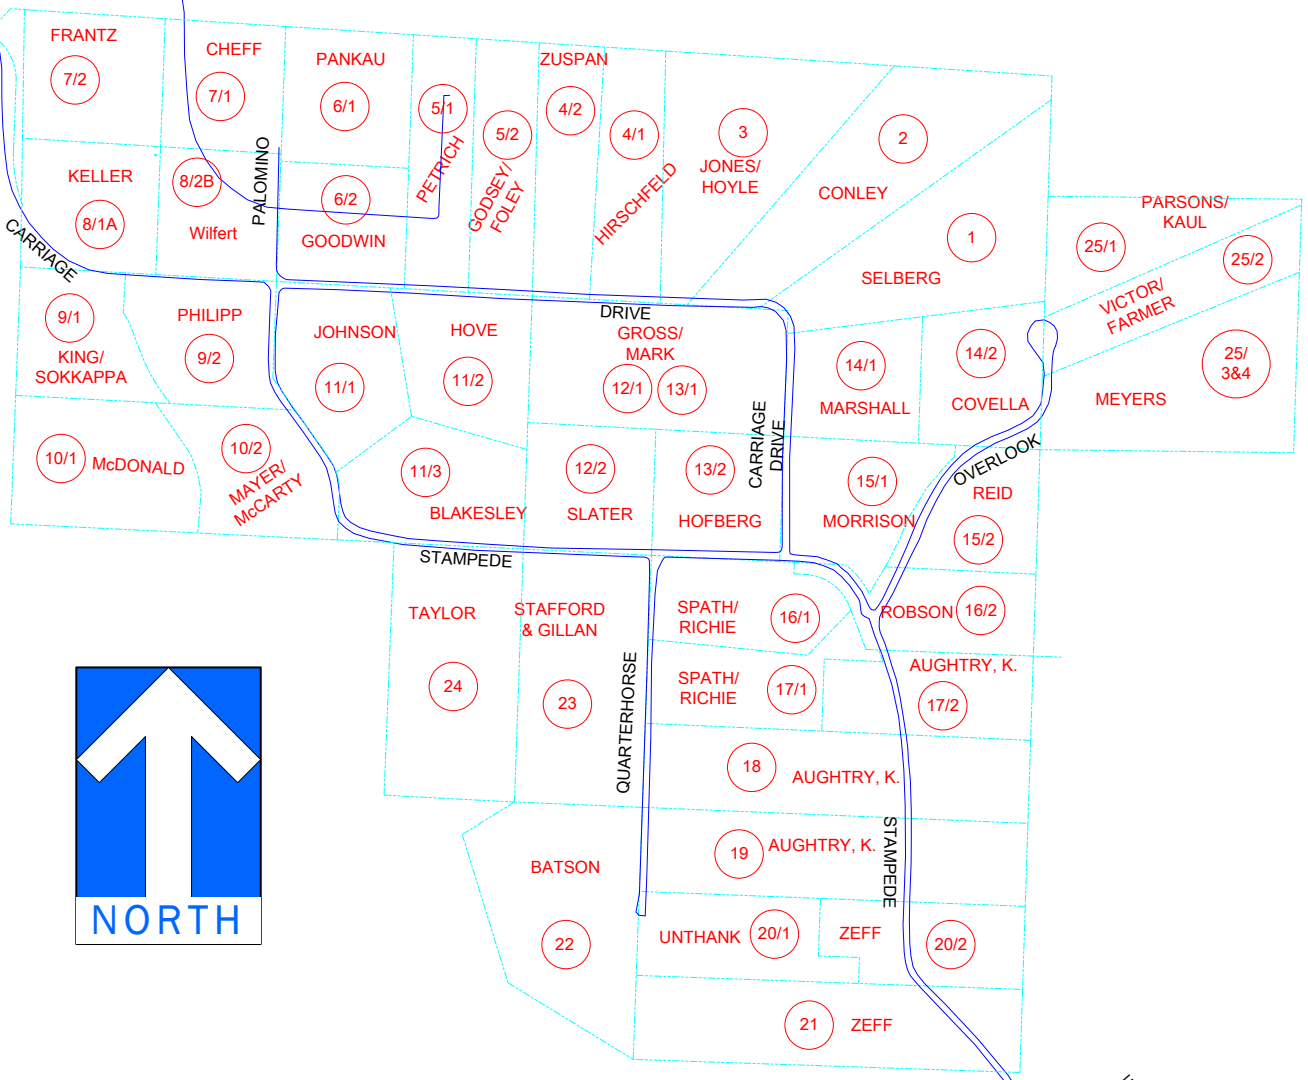 FRANTZ
7/2
CHEFF
7/1
PANKAU
6/1
5/1
PETRICH
5/2
GODSEY/
FOLEY
ZUSPAN
4/2
4/1
HIRSCHFELD
3
JONES/
HOYLE
2
CONLEY
1
SELBERG
PARSONS/
KAUL
25/1
25/2
VICTOR/
FARMER
25/
3&4
MEYERS
KELLER
8/1A
8/2B
Wilfert
PALOMINO
6/2
GOODWIN
CARRIAGE
DRIVE
9/1
KING/
SOKKAPPA
PHILIPP
9/2
JOHNSON
11/1
HOVE
11/2
GROSS/
MARK
12/1
13/1
CARRIAGE
DRIVE
14/1
MARSHALL
14/2
COVELLA
OVERLOOK
10/1
McDONALD
10/2
MAYER/
McCARTY
11/3
BLAKESLEY
12/2
SLATER
13/2
HOFBERG
15/1
MORRISON
REID
15/2
STAMPEDE
TAYLOR
24
STAFFORD
& GILLAN
23
QUARTERHORSE
SPATH/
RICHIE
16/1
ROBSON
16/2
SPATH/
RICHIE
17/1
AUGHTRY, K.
17/2
18
AUGHTRY, K.
19
AUGHTRY, K.
STAMPEDE
BATSON
22
UNTHANK
20/1
ZEFF
20/2
21
ZEFF
NORTH